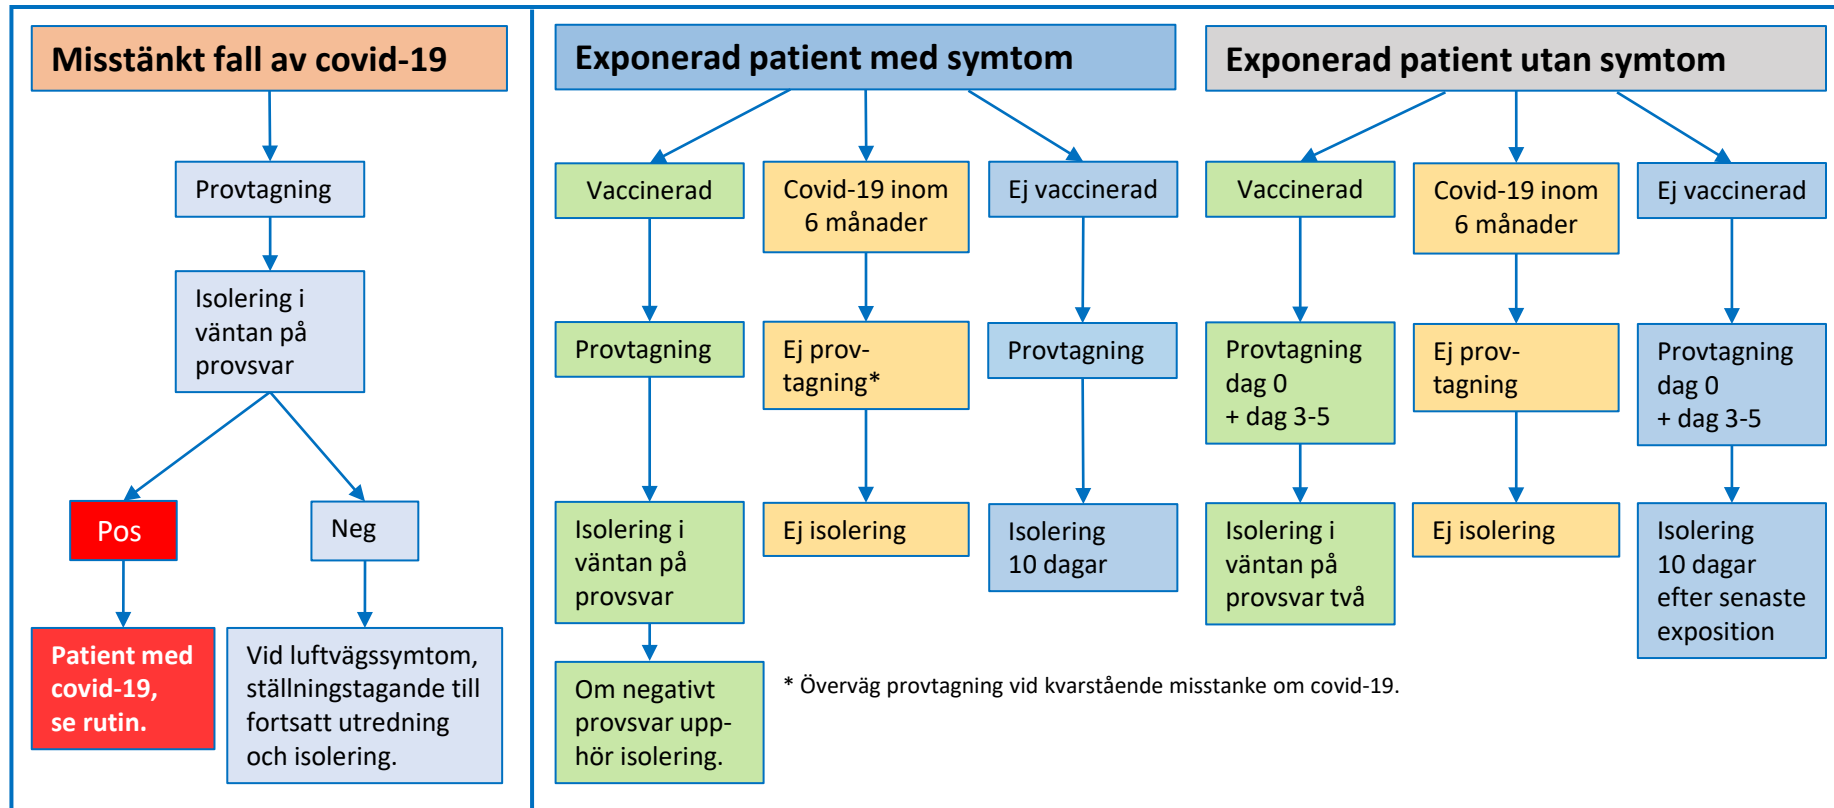 Misstänkt fall av covid-19
Provtagning
Isolering i
väntan på
provsvar
Pos
Neg
Patient med
covid-19,
se rutin.
Vid luftvägssymtom,
ställningstagande till
fortsatt utredning
och isolering.
Exponerad patient med symtom
Vaccinerad
Provtagning
Isolering i
väntan på
provsvar
Om negativt
provsvar upp-
hör isolering.
Covid-19 inom
6 månader
Ej prov-
tagning*
Ej isolering
Ej vaccinerad
Provtagning
Isolering
10 dagar
Exponerad patient utan symtom
Vaccinerad
Provtagning
dag 0
+ dag 3-5
Isolering i
väntan på
provsvar två
Covid-19 inom
6 månader
Ej prov-
tagning
Ej isolering
Ej vaccinerad
Provtagning
dag 0
+ dag 3-5
Isolering
10 dagar
efter senaste
exposition
* Överväg provtagning vid kvarstående misstanke om covid-19.